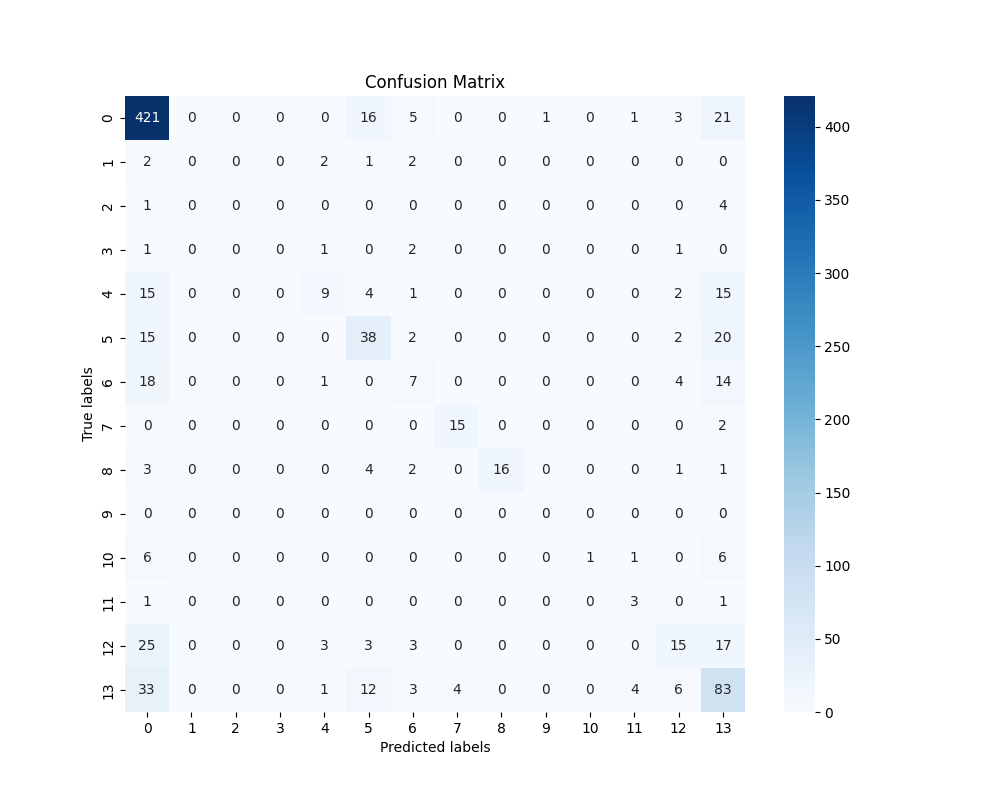 Confusion Matrix
0 421 0 0 0 0 16 5 0 0 1 0 1 3 21
1 2 0 0 0 2 1 2 0 0 0 0 0 0 0
2 1 0 0 0 0 0 0 0 0 0 0 0 0 4
3 1 0 0 0 1 0 2 0 0 0 0 0 1 0
4 15 0 0 0 9 4 1 0 0 0 0 0 2 15
5 15 0 0 0 0 38 2 0 0 0 0 0 2 20
6 18 0 0 0 1 0 7 0 0 0 0 0 4 14
7 0 0 0 0 0 0 0 15 0 0 0 0 0 2
8 3 0 0 0 0 4 2 0 16 0 0 0 1 1
9 0 0 0 0 0 0 0 0 0 0 0 0 0 0
10 6 0 0 0 0 0 0 0 0 0 1 1 0 6
11 1 0 0 0 0 0 0 0 0 0 0 3 0 1
12 25 0 0 0 3 3 3 0 0 0 0 0 15 17
13 33 0 0 0 1 12 3 4 0 0 0 4 6 83
0 1 2 3 4 5 6 7 8 9 10 11 12 13
Predicted labels
True labels
400
350
300
250
200
150
100
50
0